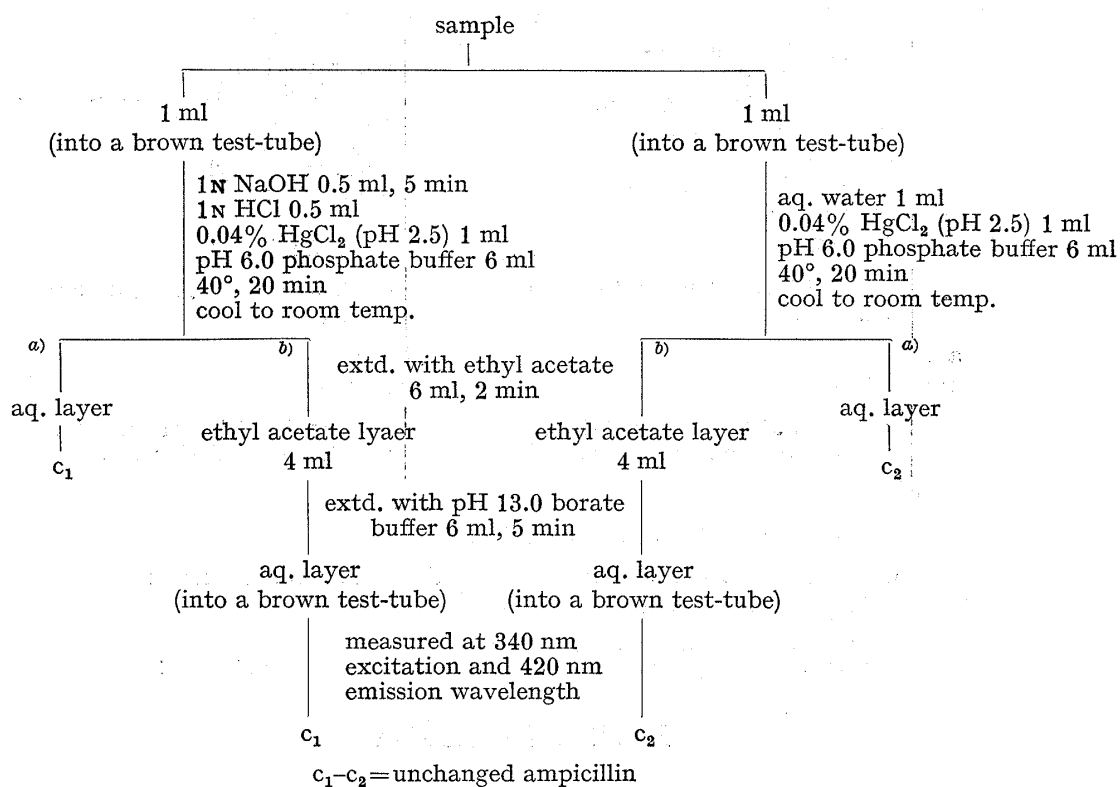 sample
1 ml
(into a brown test-tube)
1N NaOH 0.5 ml, 5 min
1N HCl 0.5 ml
0.04% HgCl₂ (pH 2.5) 1 ml
pH 6.0 phosphate buffer 6 ml
40°, 20 min
cool to room temp.
1 ml
(into a brown test-tube)
aq. water 1 ml
0.04% HgCl₂ (pH 2.5) 1 ml
pH 6.0 phosphate buffer 6 ml
40°, 20 min
cool to room temp.
a)
b)
b)
a)
extd. with ethyl acetate
6 ml, 2 min
aq. layer
c₁
ethyl acetate lyaer
4 ml
ethyl acetate layer
4 ml
aq. layer
c₂
extd. with pH 13.0 borate
buffer 6 ml, 5 min
aq. layer
(into a brown test-tube)
aq. layer
(into a brown test-tube)
measured at 340 nm
excitation and 420 nm
emission wavelength
c₁
c₂
c₁–c₂=unchanged ampicillin